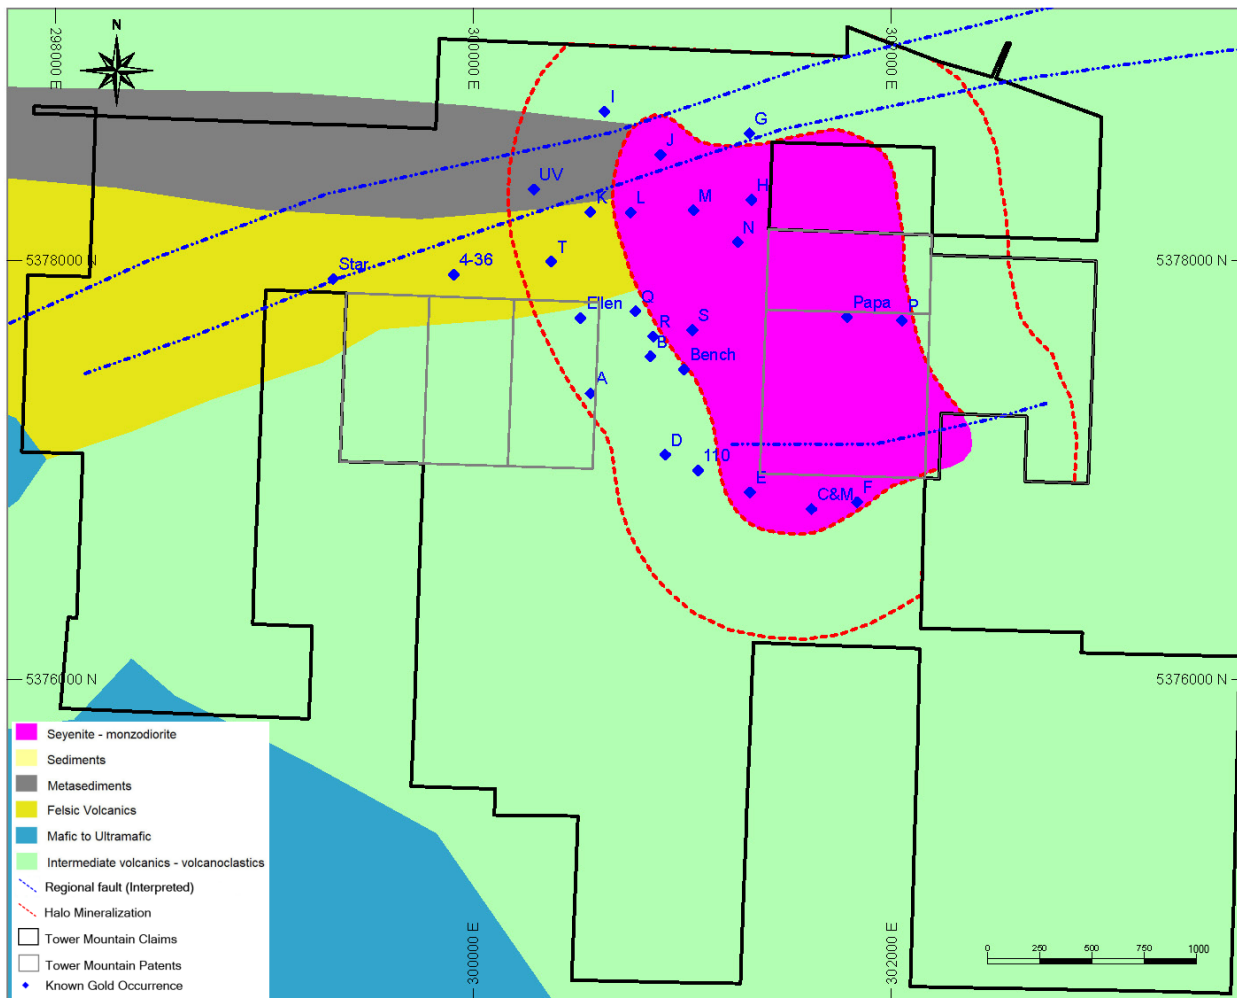 N
298000 E
300000 E
302000 E
I
G
J
UV
K
L
M
H
N
5378000 N
5378000 N
Star
4-36
T
Ellen
Q
R
S
B
Bench
Papa
P
A
D
110
E
C&M
F
5376000 N
5376000 N
Seyenite - monzodiorite
Sediments
Metasediments
Felsic Volcanics
Mafic to Ultramafic
Intermediate volcanics - volcanoclastics
Regional fault (Interpreted)
Halo Mineralization
Tower Mountain Claims
Tower Mountain Patents
Known Gold Occurrence
300000 E
302000 E
0 250 500 750 1000